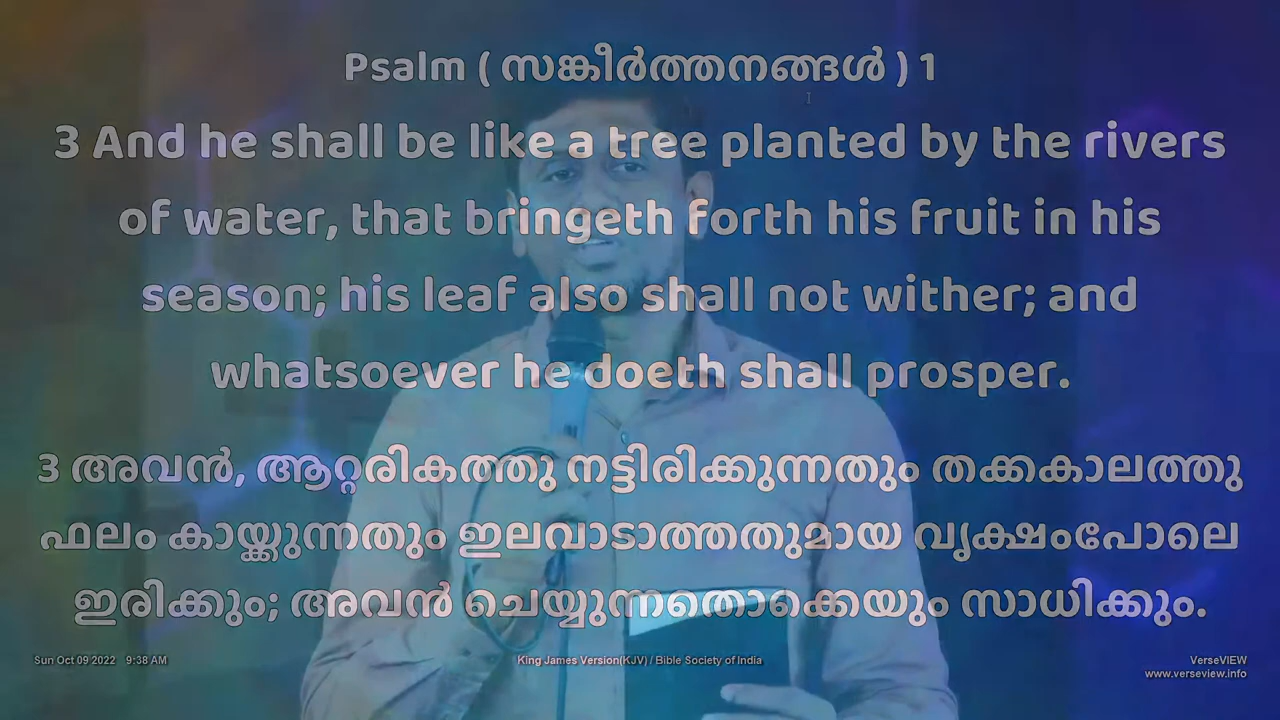 Psalm ( സങ്കീർത്തനങ്ങൾ ) 1
3 And he shall be like a tree planted by the rivers
of water, that bringeth forth his fruit in his
season; his leaf also shall not wither; and
whatsoever he doeth shall prosper.
3 അവൻ, ആറ്റരികത്തു നട്ടിരിക്കുന്നതും തക്കകാലത്തു
ഫലം കായ്ക്കുന്നതും ഇലവാടാത്തതുമായ വൃക്ഷംപോലെ
ഇരിക്കും; അവൻ ചെയ്യുന്നതൊക്കെയും സാധിക്കും.
Sun Oct 09 2022 9:38 AM
King James Version(KJV) / Bible Society of India
VerseVIEW
www.verseview.info